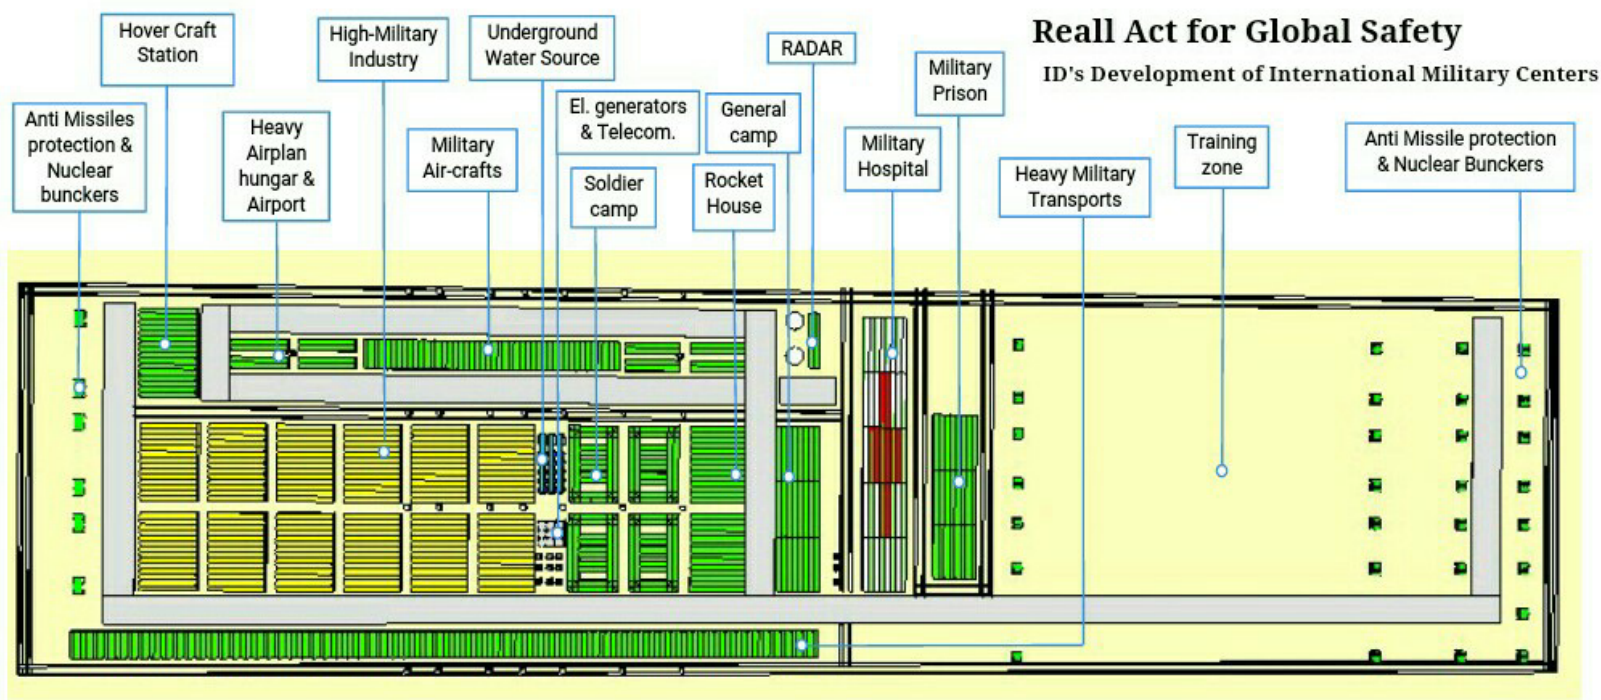 Reall Act for Global Safety
ID's Development of International Military Centers
Hover Craft
Station
High-Military
Industry
Underground
Water Source
RADAR
Military
Prison
Anti Missiles
protection &
Nuclear
bunckers
Heavy
Airplan
hungar &
Airport
Military
Air-crafts
El. generators
& Telecom.
General
camp
Soldier
camp
Rocket
House
Military
Hospital
Heavy Military
Transports
Training
zone
Anti Missile protection
& Nuclear Bunckers